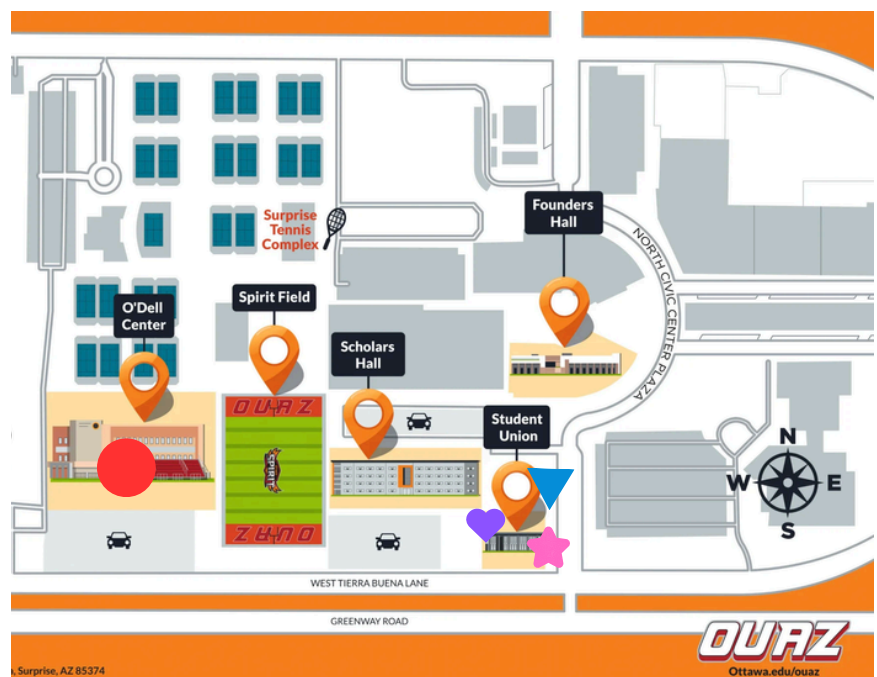 Founders
Hall
Surprise
Tennis
Complex
NORTH CIVIC CENTER PLAZA
Spirit Field
O'Dell
Center
Scholars
Hall
OUAZ
Student
Union
SPIRIT
N
W
E
S
OUAZ
WEST TIERRA BUENA LANE
GREENWAY ROAD
OUAZ
, Surprise, AZ 85374
Ottawa.edu/ouaz